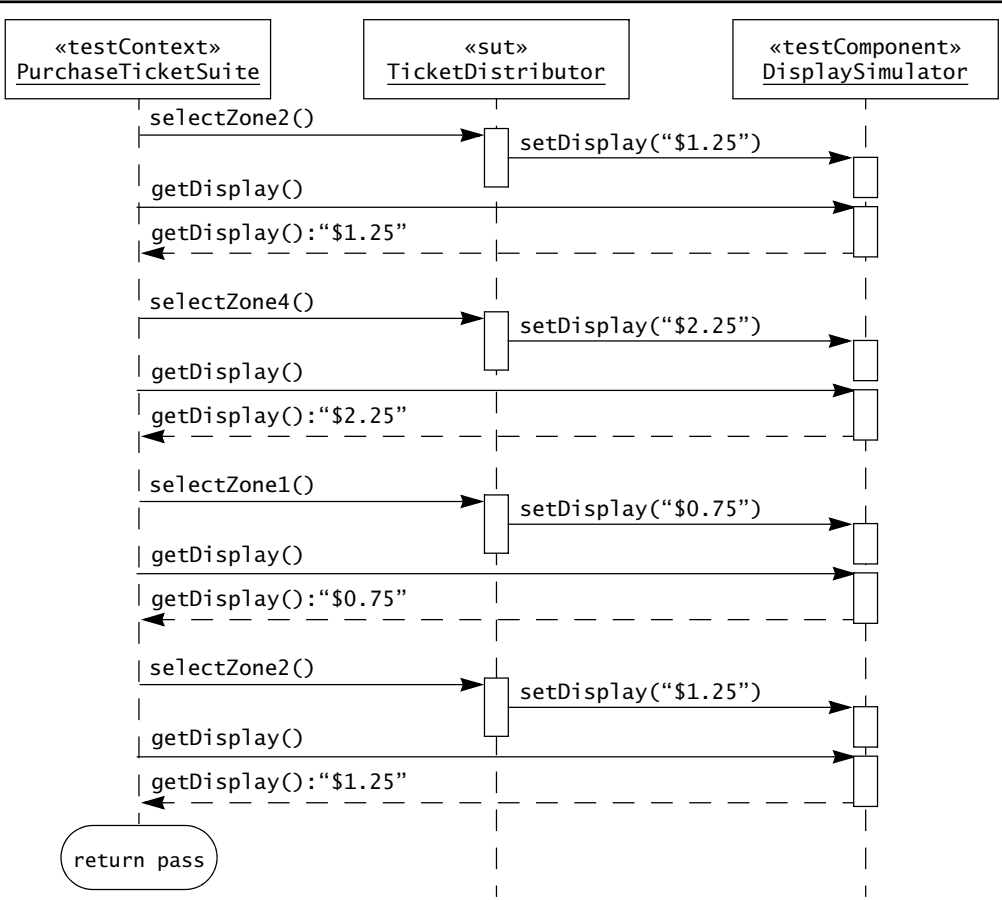 «testContext»
PurchaseTicketSuite
«sut»
TicketDistributor
«testComponent»
DisplaySimulator
selectZone2()
setDisplay(“$1.25”)
getDisplay()
getDisplay():“$1.25”
selectZone4()
setDisplay(“$2.25”)
getDisplay()
getDisplay():“$2.25”
selectZone1()
setDisplay(“$0.75”)
getDisplay()
getDisplay():“$0.75”
selectZone2()
setDisplay(“$1.25”)
getDisplay()
getDisplay():“$1.25”
return pass